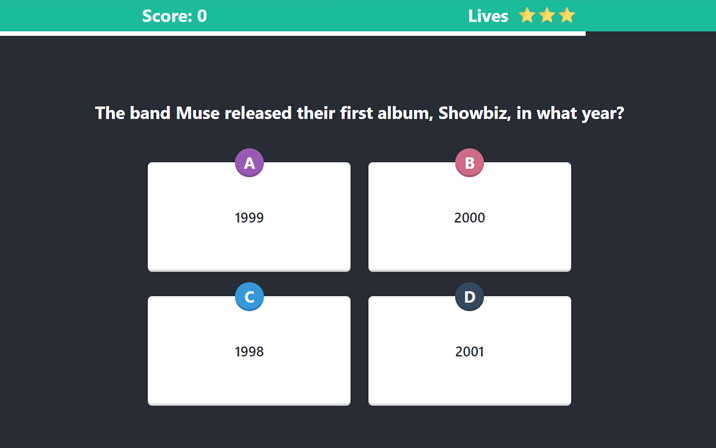 Score: 0
Lives
The band Muse released their first album, Showbiz, in what year?
A
1999
B
2000
C
1998
D
2001